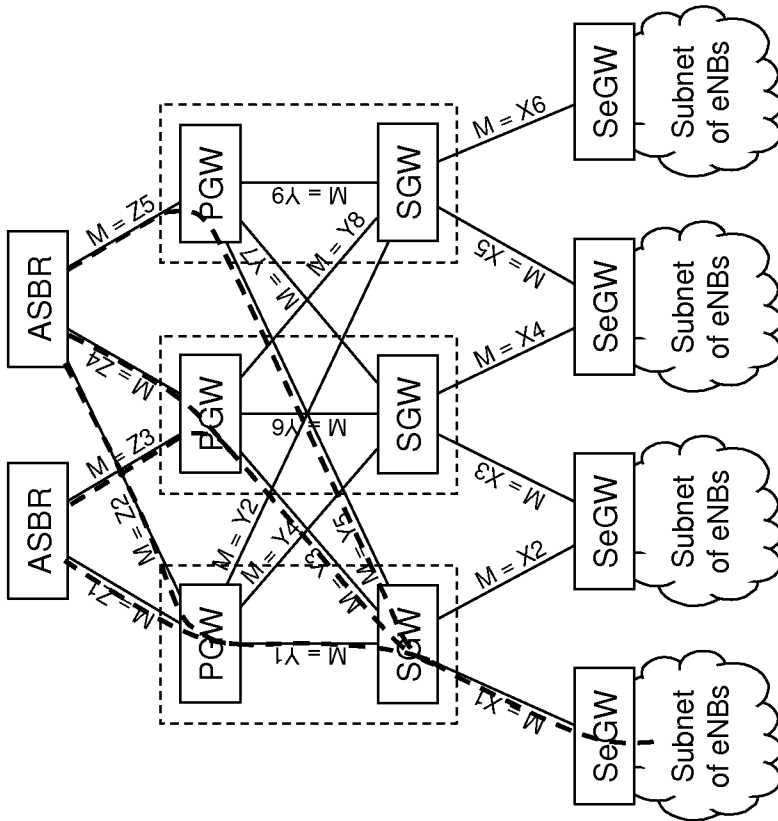 ASBR
ASBR
M = Z1
M = Z2
M = Z3
M = Z4
M = Z5
PGW
PGW
PGW
M = Y1
M = Y2
M = Y4
M = Y3
M = Y5
M = Y6
M = Y7
M = Y8
M = Y9
SGW
SGW
SGW
M = X1
M = X2
M = X3
M = X4
M = X5
M = X6
SeGW
SeGW
SeGW
SeGW
Subnet
of eNBs
Subnet
of eNBs
Subnet
of eNBs
Subnet
of eNBs